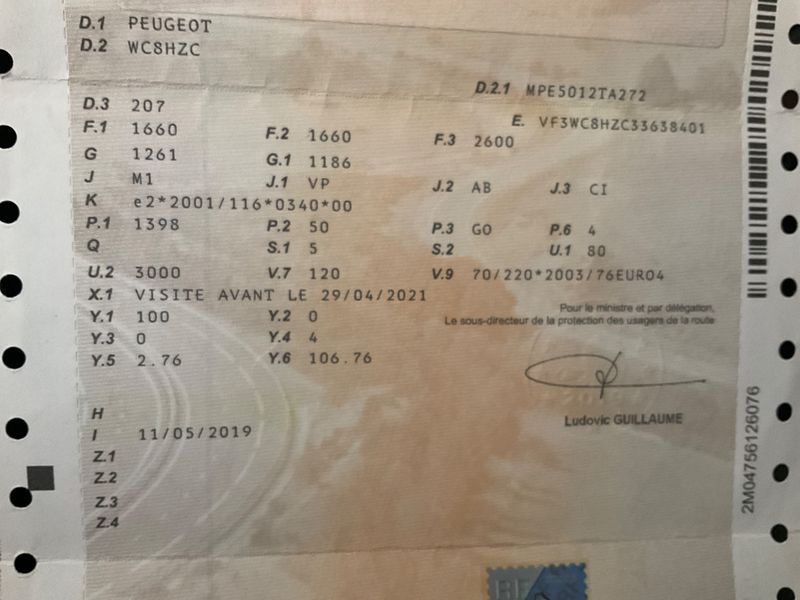 D.1 PEUGEOT
D.2 WC8HZC
D.2.1 MPE5012TA272
D.3 207
E. VF3WC8HZC33638401
F.1 1660 F.2 1660 F.3 2600
G 1261 G.1 1186
J M1 J.1 VP J.2 AB J.3 CI
K e2*2001/116*0340*00
P.1 1398 P.2 50 P.3 GO P.6 4
Q S.1 5 S.2 U.1 80
U.2 3000 V.7 120 V.9 70/220*2003/76EURO4
X.1 VISITE AVANT LE 29/04/2021
Y.1 100 Y.2 0
Pour le ministre et par délégation,
Le sous-directeur de la protection des usagers de la route
Y.3 0 Y.4 4
Y.5 2.76 Y.6 106.76
Ludovic GUILLAUME
H
I 11/05/2019
Z.1
Z.2
Z.3
Z.4
2M04756126076
RF